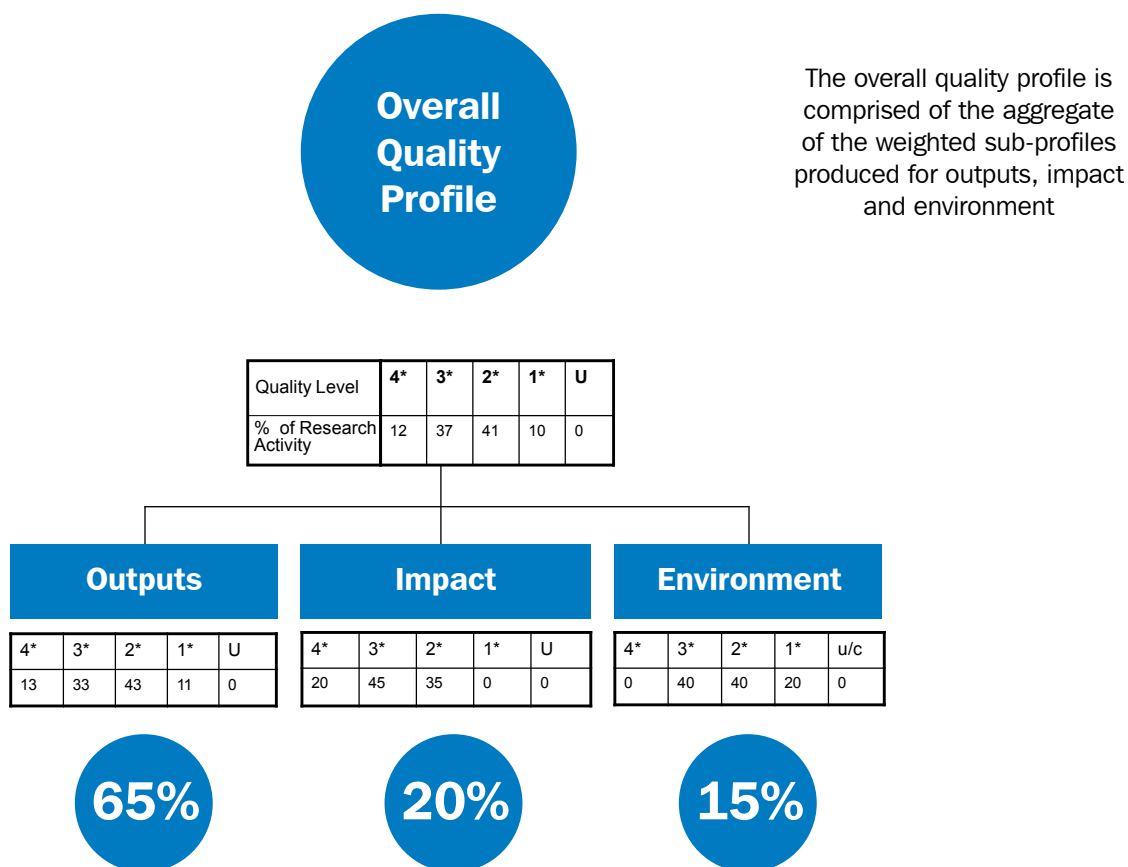 Overall
Quality
Profile
The overall quality profile is
comprised of the aggregate
of the weighted sub-profiles
produced for outputs, impact
and environment
Quality Level 4* 3* 2* 1* U
% of Research
Activity 12 37 41 10 0
Outputs
4* 3* 2* 1* U
13 33 43 11 0
65%
Impact
4* 3* 2* 1* U
20 45 35 0 0
20%
Environment
4* 3* 2* 1* u/c
0 40 40 20 0
15%